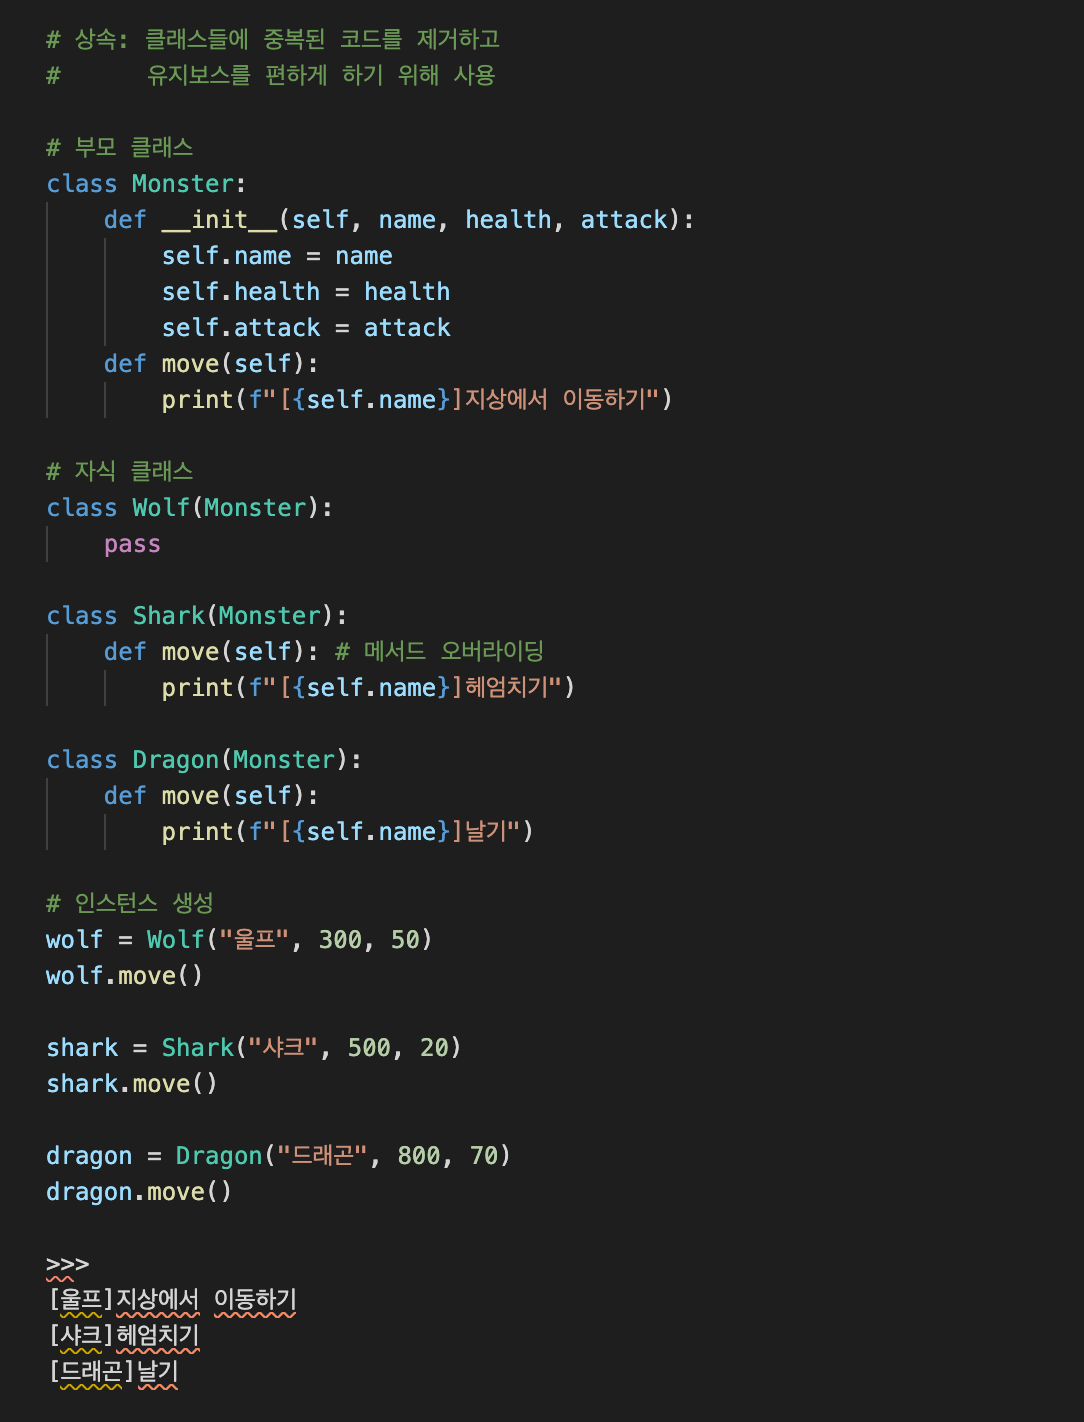 # 상속: 클래스들에 중복된 코드를 제거하고
#      유지보스를 편하게 하기 위해 사용

# 부모 클래스
class Monster:
    def __init__(self, name, health, attack):
        self.name = name
        self.health = health
        self.attack = attack
    def move(self):
        print(f"[{self.name}]지상에서 이동하기")

# 자식 클래스
class Wolf(Monster):
    pass

class Shark(Monster):
    def move(self): # 메서드 오버라이딩
        print(f"[{self.name}]헤엄치기")

class Dragon(Monster):
    def move(self):
        print(f"[{self.name}]날기")

# 인스턴스 생성
wolf = Wolf("울프", 300, 50)
wolf.move()

shark = Shark("샤크", 500, 20)
shark.move()

dragon = Dragon("드래곤", 800, 70)
dragon.move()

>>>
[울프]지상에서 이동하기
[샤크]헤엄치기
[드래곤]날기